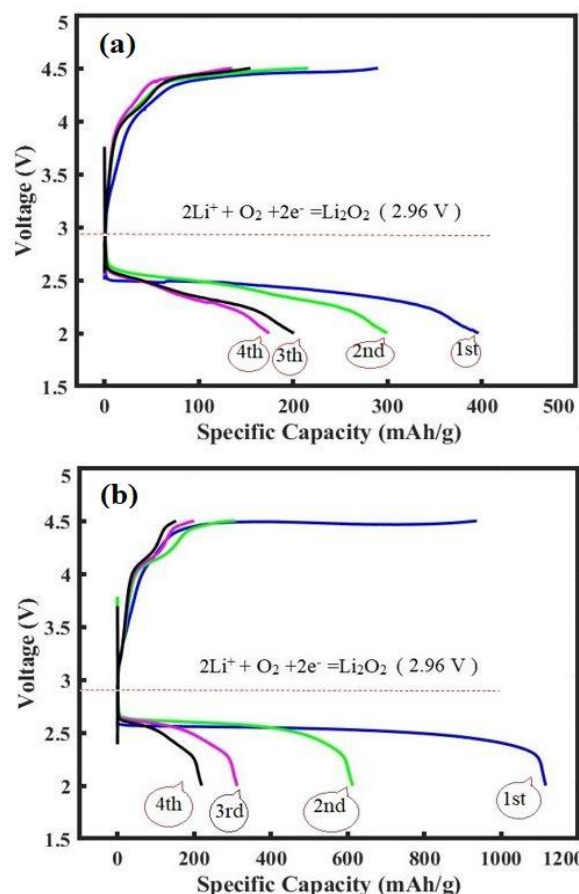 (a)
5
4.5
4
3.5
3
2.5
2
1.5
Voltage (V)
2Li⁺ + O₂ +2e⁻ =Li₂O₂ ( 2.96 V )
4th
3th
2nd
1st
0 100 200 300 400 500
Specific Capacity (mAh/g)
(b)
5
4.5
4
3.5
3
2.5
2
1.5
Voltage (V)
2Li⁺ + O₂ +2e⁻ =Li₂O₂ ( 2.96 V )
4th
3rd
2nd
1st
0 200 400 600 800 1000 1200
Specific Capacity (mAh/g)